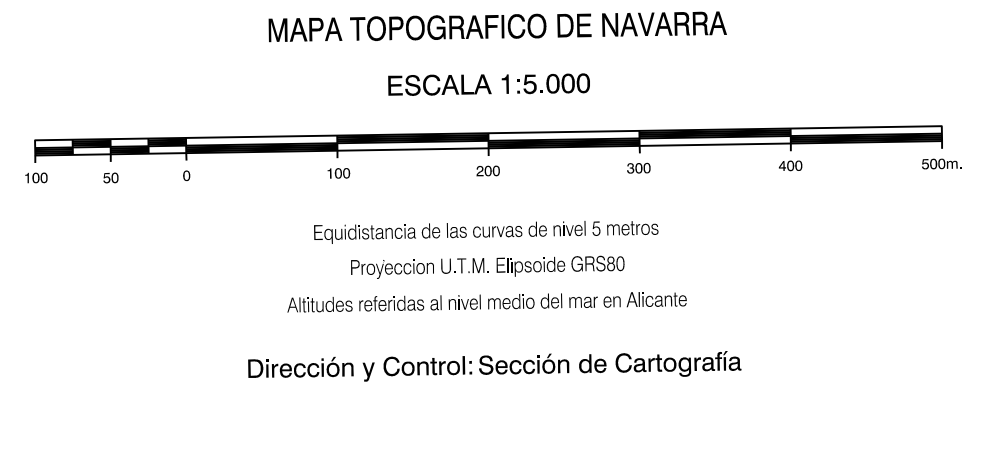 MAPA TOPOGRAFICO DE NAVARRA
ESCALA 1:5.000
100 50 0 100 200 300 400 500m.
Equidistancia de las curvas de nivel 5 metros
Proyeccion U.T.M. Elipsoide GRS80
Altitudes referidas al nivel medio del mar en Alicante
Dirección y Control: Sección de Cartografía